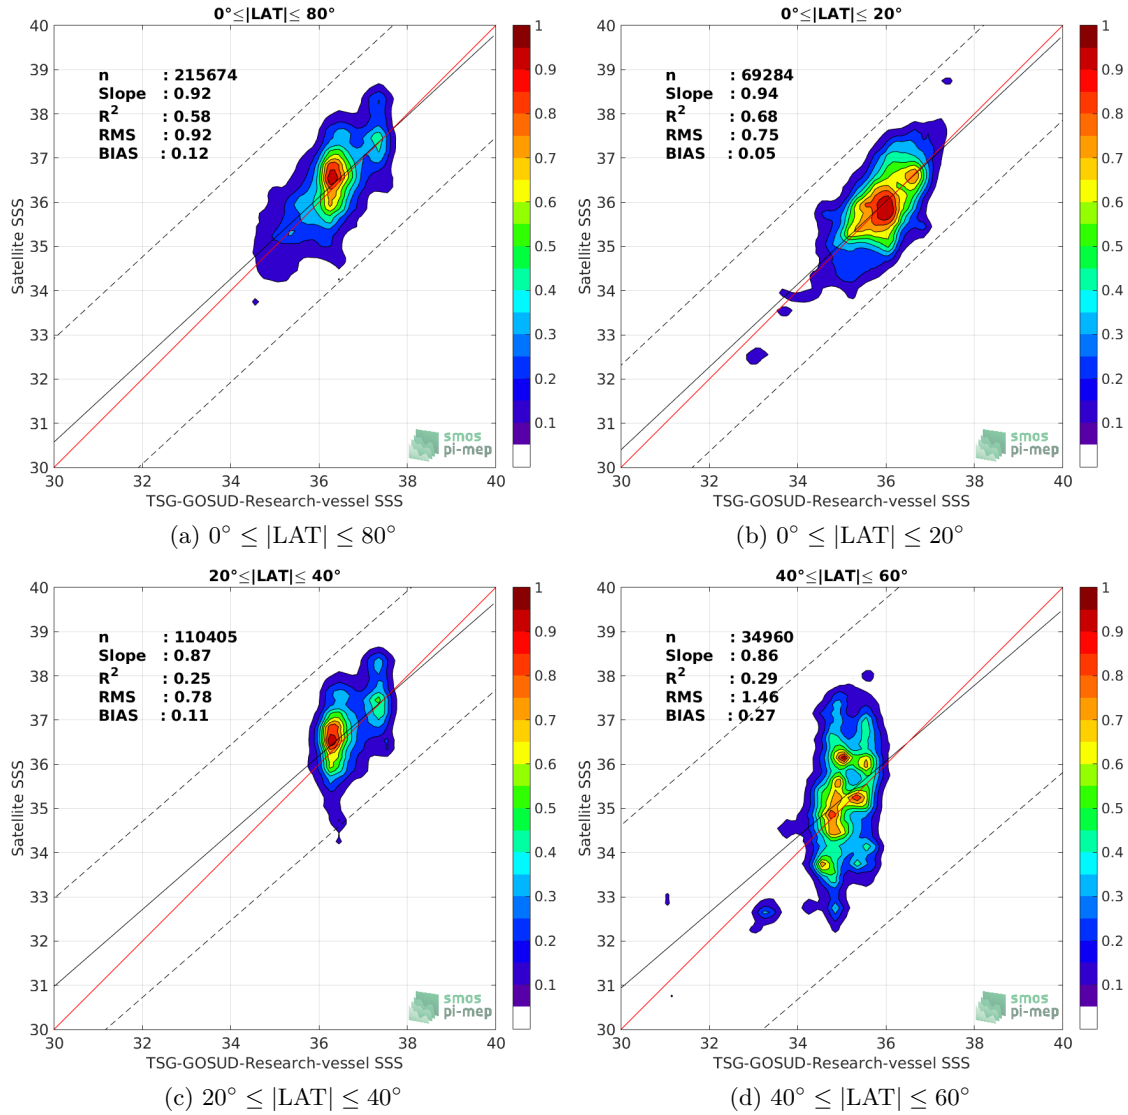 0°≤|LAT|≤ 80°
n : 215674
Slope : 0.92
R² : 0.58
RMS : 0.92
BIAS : 0.12
Satellite SSS
40
39
38
37
36
35
34
33
32
31
30
30 32 34 36 38 40
TSG-GOSUD-Research-vessel SSS
1
0.9
0.8
0.7
0.6
0.5
0.4
0.3
0.2
0.1
smos
pi-mep
(a) 0° ≤ |LAT| ≤ 80°
0°≤|LAT|≤ 20°
n : 69284
Slope : 0.94
R² : 0.68
RMS : 0.75
BIAS : 0.05
Satellite SSS
40
39
38
37
36
35
34
33
32
31
30
30 32 34 36 38 40
TSG-GOSUD-Research-vessel SSS
1
0.9
0.8
0.7
0.6
0.5
0.4
0.3
0.2
0.1
smos
pi-mep
(b) 0° ≤ |LAT| ≤ 20°
20°≤|LAT|≤ 40°
n : 110405
Slope : 0.87
R² : 0.25
RMS : 0.78
BIAS : 0.11
Satellite SSS
40
39
38
37
36
35
34
33
32
31
30
30 32 34 36 38 40
TSG-GOSUD-Research-vessel SSS
1
0.9
0.8
0.7
0.6
0.5
0.4
0.3
0.2
0.1
smos
pi-mep
(c) 20° ≤ |LAT| ≤ 40°
40°≤|LAT|≤ 60°
n : 34960
Slope : 0.86
R² : 0.29
RMS : 1.46
BIAS : 0.27
Satellite SSS
40
39
38
37
36
35
34
33
32
31
30
30 32 34 36 38 40
TSG-GOSUD-Research-vessel SSS
1
0.9
0.8
0.7
0.6
0.5
0.4
0.3
0.2
0.1
smos
pi-mep
(d) 40° ≤ |LAT| ≤ 60°